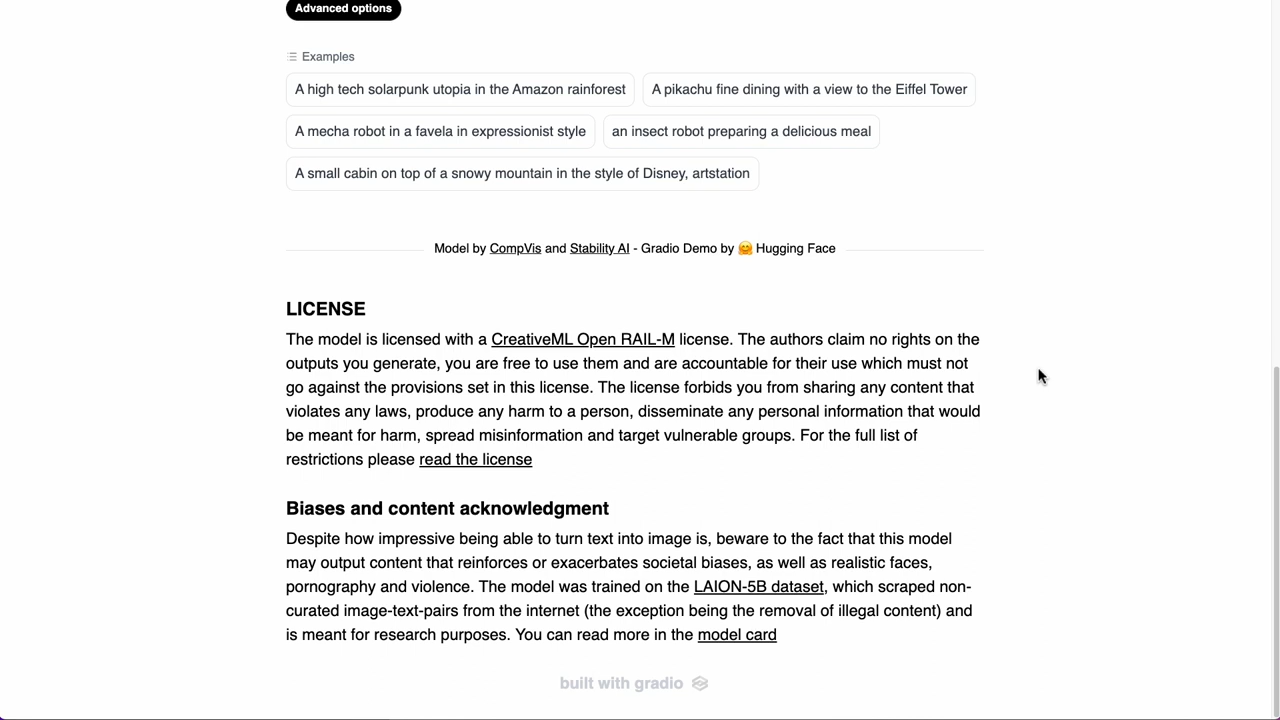 Advanced options
Examples
A high tech solarpunk utopia in the Amazon rainforest
A pikachu fine dining with a view to the Eiffel Tower
A mecha robot in a favela in expressionist style
an insect robot preparing a delicious meal
A small cabin on top of a snowy mountain in the style of Disney, artstation
Model by CompVis and Stability AI - Gradio Demo by 🤗 Hugging Face
LICENSE
The model is licensed with a CreativeML Open RAIL-M license. The authors claim no rights on the
outputs you generate, you are free to use them and are accountable for their use which must not
go against the provisions set in this license. The license forbids you from sharing any content that
violates any laws, produce any harm to a person, disseminate any personal information that would
be meant for harm, spread misinformation and target vulnerable groups. For the full list of
restrictions please read the license
Biases and content acknowledgment
Despite how impressive being able to turn text into image is, beware to the fact that this model
may output content that reinforces or exacerbates societal biases, as well as realistic faces,
pornography and violence. The model was trained on the LAION-5B dataset, which scraped non-
curated image-text-pairs from the internet (the exception being the removal of illegal content) and
is meant for research purposes. You can read more in the model card
built with gradio